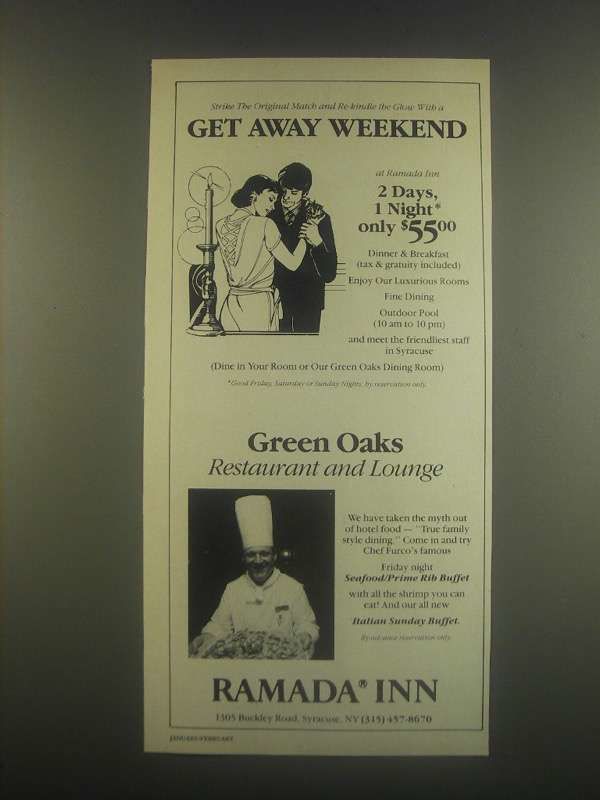 Strike The Original Match and Re-kindle the Glow With a
GET AWAY WEEKEND
at Ramada Inn
2 Days,
1 Night*
only $55.00
Dinner & Breakfast
(tax & gratuity included)
Enjoy Our Luxurious Rooms
Fine Dining
Outdoor Pool
(10 am to 10 pm)
and meet the friendliest staff
in Syracuse
(Dine in Your Room or Our Green Oaks Dining Room)
*Good Friday, Saturday or Sunday Nights, by reservation only.
Green Oaks
Restaurant and Lounge
We have taken the myth out
of hotel food — "True family
style dining." Come in and try
Chef Furco's famous
Friday night
Seafood/Prime Rib Buffet
with all the shrimp you can
eat! And our all new
Italian Sunday Buffet.
By advance reservation only.
RAMADA® INN
1305 Buckley Road, Syracuse, NY (315) 457-8670
JANUARY/FEBRUARY